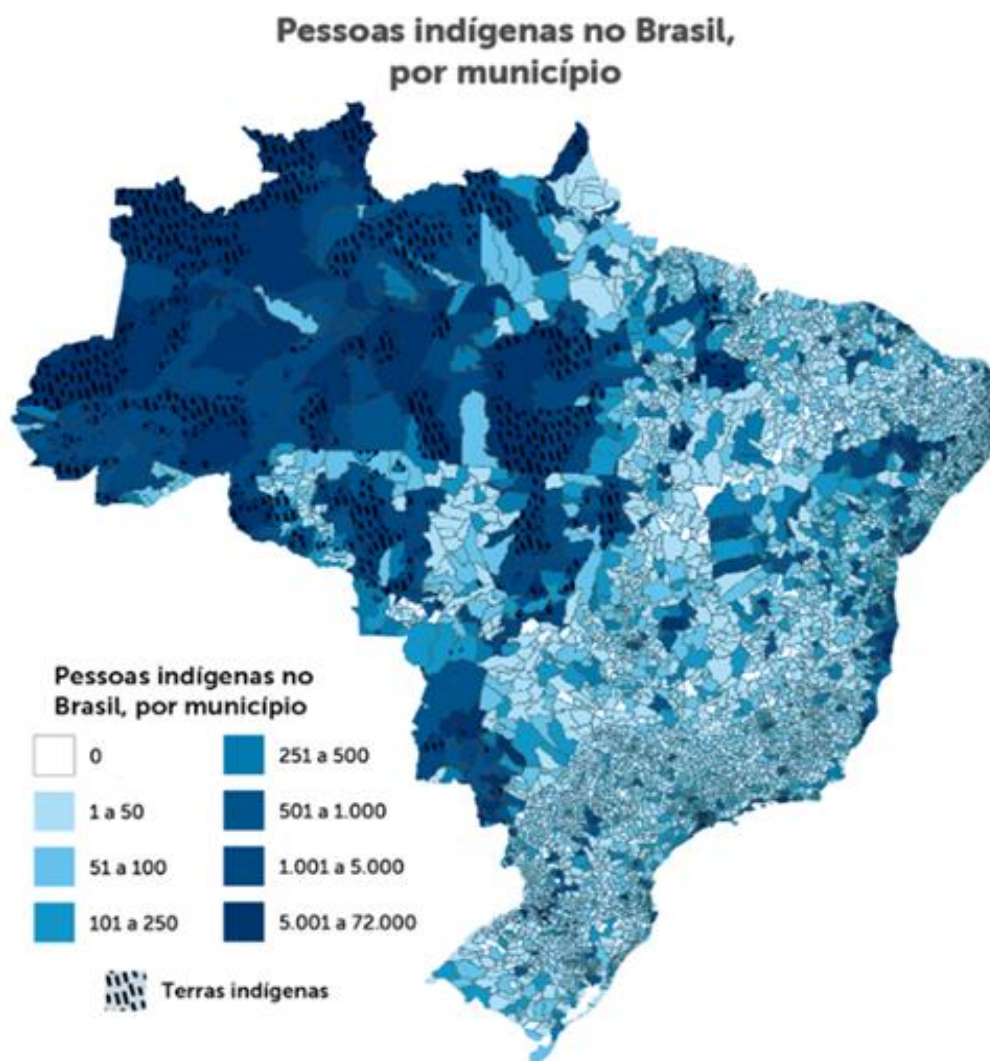 Pessoas indígenas no Brasil,
por município
Pessoas indígenas no
Brasil, por município
0
1 a 50
51 a 100
101 a 250
251 a 500
501 a 1.000
1.001 a 5.000
5.001 a 72.000
Terras indígenas